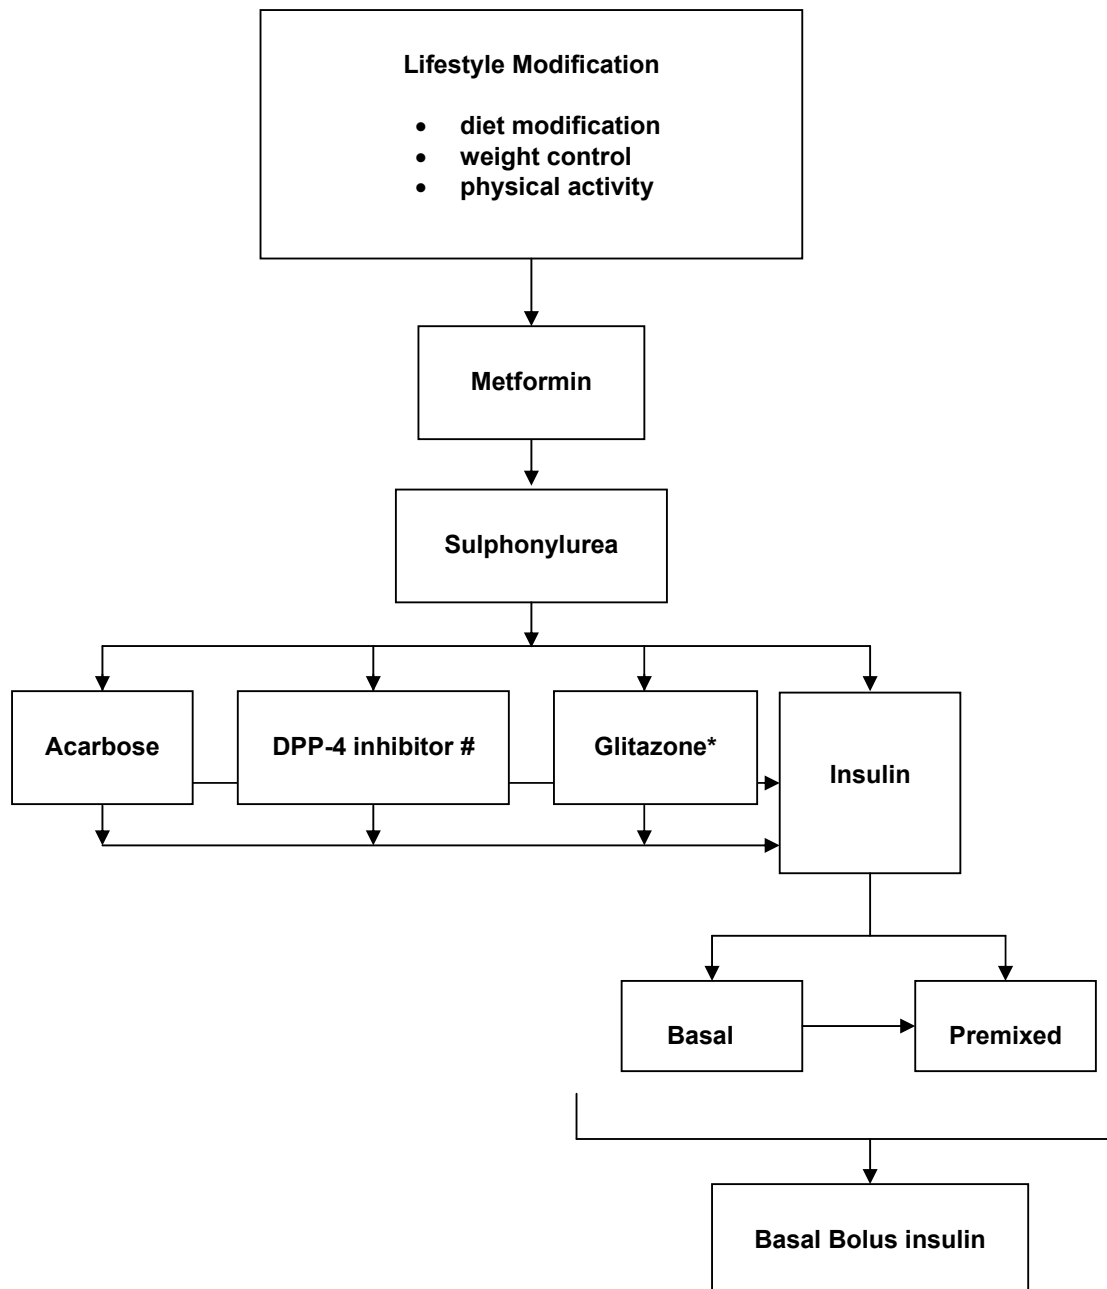 Lifestyle Modification
• diet modification
• weight control
• physical activity
Metformin
Sulphonylurea
Acarbose
DPP-4 inhibitor #
Glitazone*
Insulin
Basal
Premixed
Basal Bolus insulin